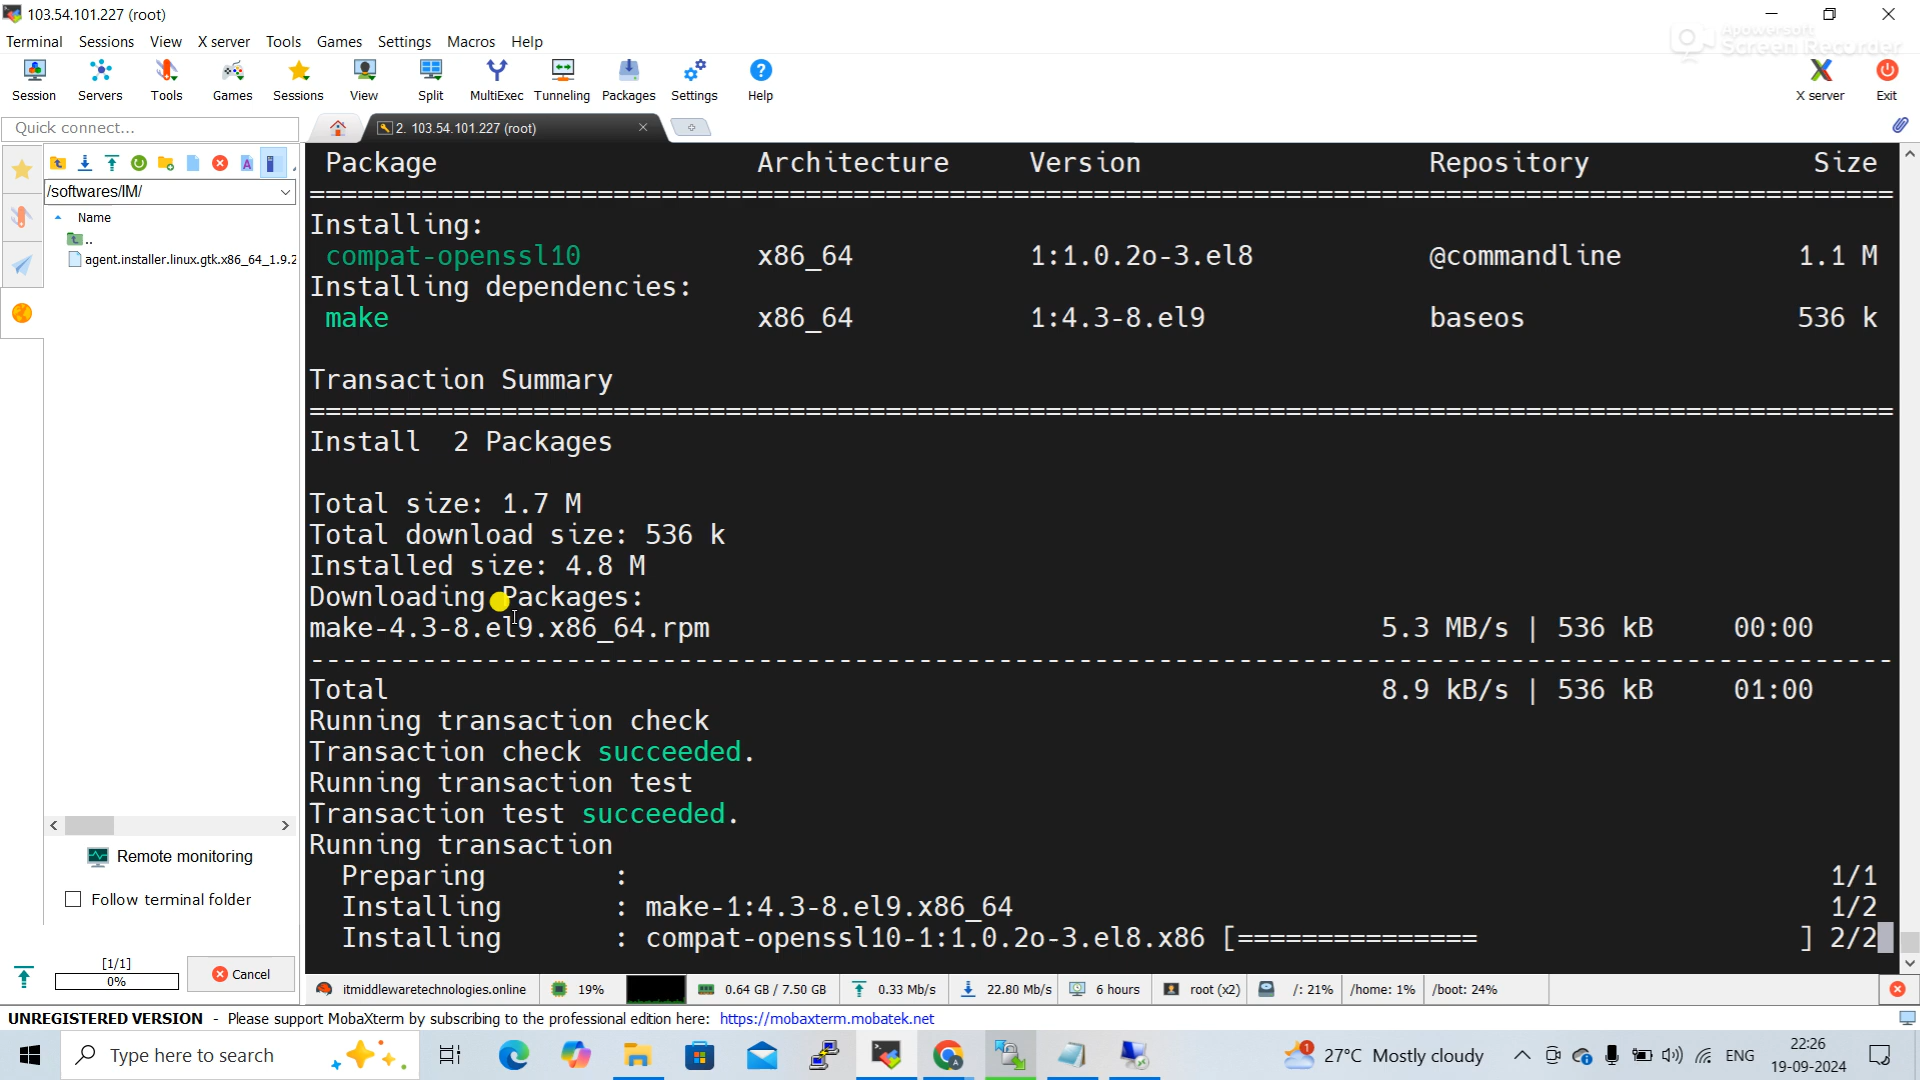 103.54.101.227 (root)
Apowersoft
Screen Recorder
Terminal Sessions View X server Tools Games Settings Macros Help
Session Servers Tools Games Sessions View Split MultiExec Tunneling Packages Settings Help X server Exit
Quick connect...
2. 103.54.101.227 (root)
/softwares/IM/
Name
..
agent.installer.linux.gtk.x86_64_1.9.2
Remote monitoring
Follow terminal folder
[1/1]
0%
Cancel
Package Architecture Version Repository Size
================================================================================
Installing:
compat-openssl10 x86_64 1:1.0.2o-3.el8 @commandline 1.1 M
Installing dependencies:
make x86_64 1:4.3-8.el9 baseos 536 k
Transaction Summary
================================================================================
Install 2 Packages
Total size: 1.7 M
Total download size: 536 k
Installed size: 4.8 M
Downloading Packages:
make-4.3-8.el9.x86_64.rpm 5.3 MB/s | 536 kB 00:00
--------------------------------------------------------------------------------
Total 8.9 kB/s | 536 kB 01:00
Running transaction check
Transaction check succeeded.
Running transaction test
Transaction test succeeded.
Running transaction
Preparing : 1/1
Installing : make-1:4.3-8.el9.x86_64 1/2
Installing : compat-openssl10-1:1.0.2o-3.el8.x86 [=============== ] 2/2
itmiddlewaretechnologies.online 19% 0.64 GB / 7.50 GB 0.33 Mb/s 22.80 Mb/s 6 hours root (x2) /: 21% /home: 1% /boot: 24%
UNREGISTERED VERSION - Please support MobaXterm by subscribing to the professional edition here: https://mobaxterm.mobatek.net
Type here to search
1
27°C Mostly cloudy
ENG
22:26
19-09-2024